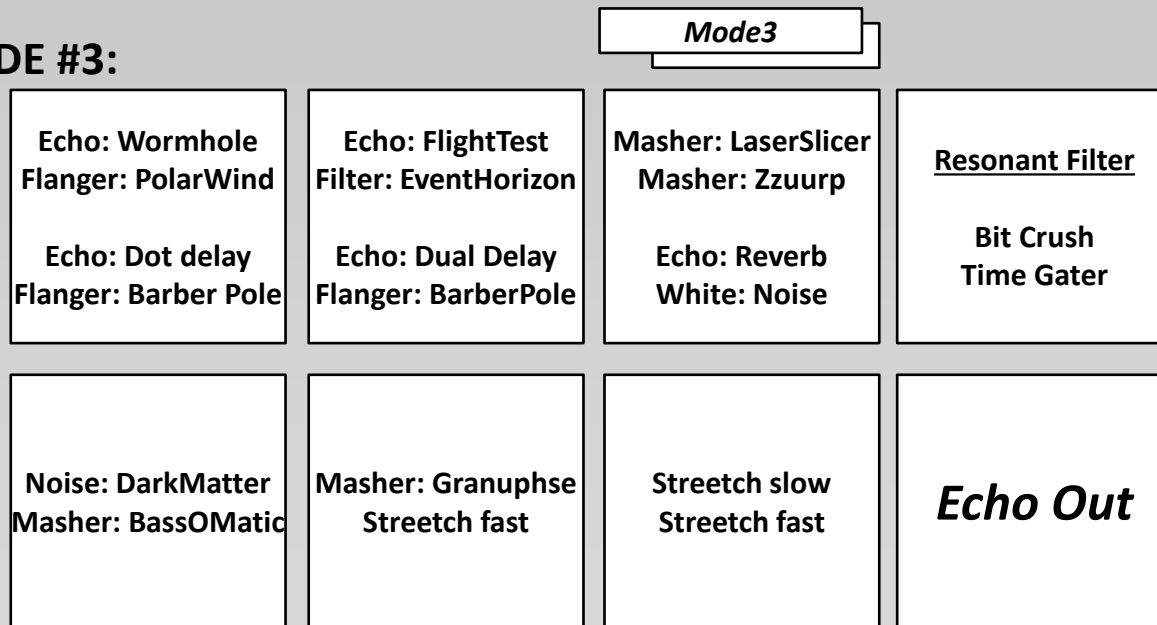 Mode3
DE #3:
Echo: Wormhole
Flanger: PolarWind
Echo: Dot delay
Flanger: Barber Pole
Echo: FlightTest
Filter: EventHorizon
Echo: Dual Delay
Flanger: BarberPole
Masher: LaserSlicer
Masher: Zzuurp
Echo: Reverb
White: Noise
Resonant Filter
Bit Crush
Time Gater
Noise: DarkMatter
Masher: BassOMatic
Masher: Granuphse
Streetch fast
Streetch slow
Streetch fast
Echo Out